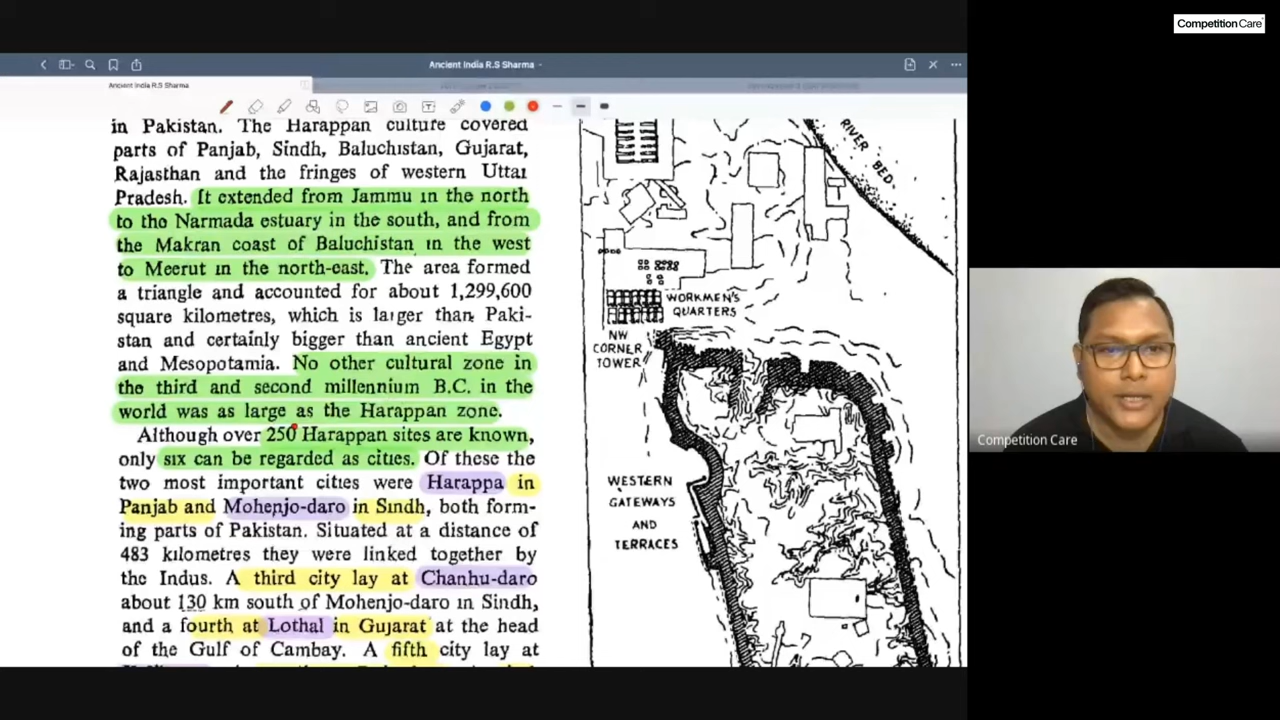 CompetitionCare
Ancient India R.S Sharma
Ancient India R.S Sharma
in Pakistan. The Harappan culture covered
parts of Panjab, Sindh, Baluchistan, Gujarat,
Rajasthan and the fringes of western Uttar
Pradesh. It extended from Jammu in the north
to the Narmada estuary in the south, and from
the Makran coast of Baluchistan in the west
to Meerut in the north-east. The area formed
a triangle and accounted for about 1,299,600
square kilometres, which is larger than Paki-
stan and certainly bigger than ancient Egypt
and Mesopotamia. No other cultural zone in
the third and second millennium B.C. in the
world was as large as the Harappan zone.
Although over 250 Harappan sites are known,
only six can be regarded as cities. Of these the
two most important cities were Harappa in
Panjab and Mohenjo-daro in Sindh, both form-
ing parts of Pakistan. Situated at a distance of
483 kilometres they were linked together by
the Indus. A third city lay at Chanhu-daro
about 130 km south of Mohenjo-daro in Sindh,
and a fourth at Lothal in Gujarat at the head
of the Gulf of Cambay. A fifth city lay at
RIVER BED
WORKMEN'S
QUARTERS
NW
CORNER
TOWER
WESTERN
GATEWAYS
AND
TERRACES
Competition Care